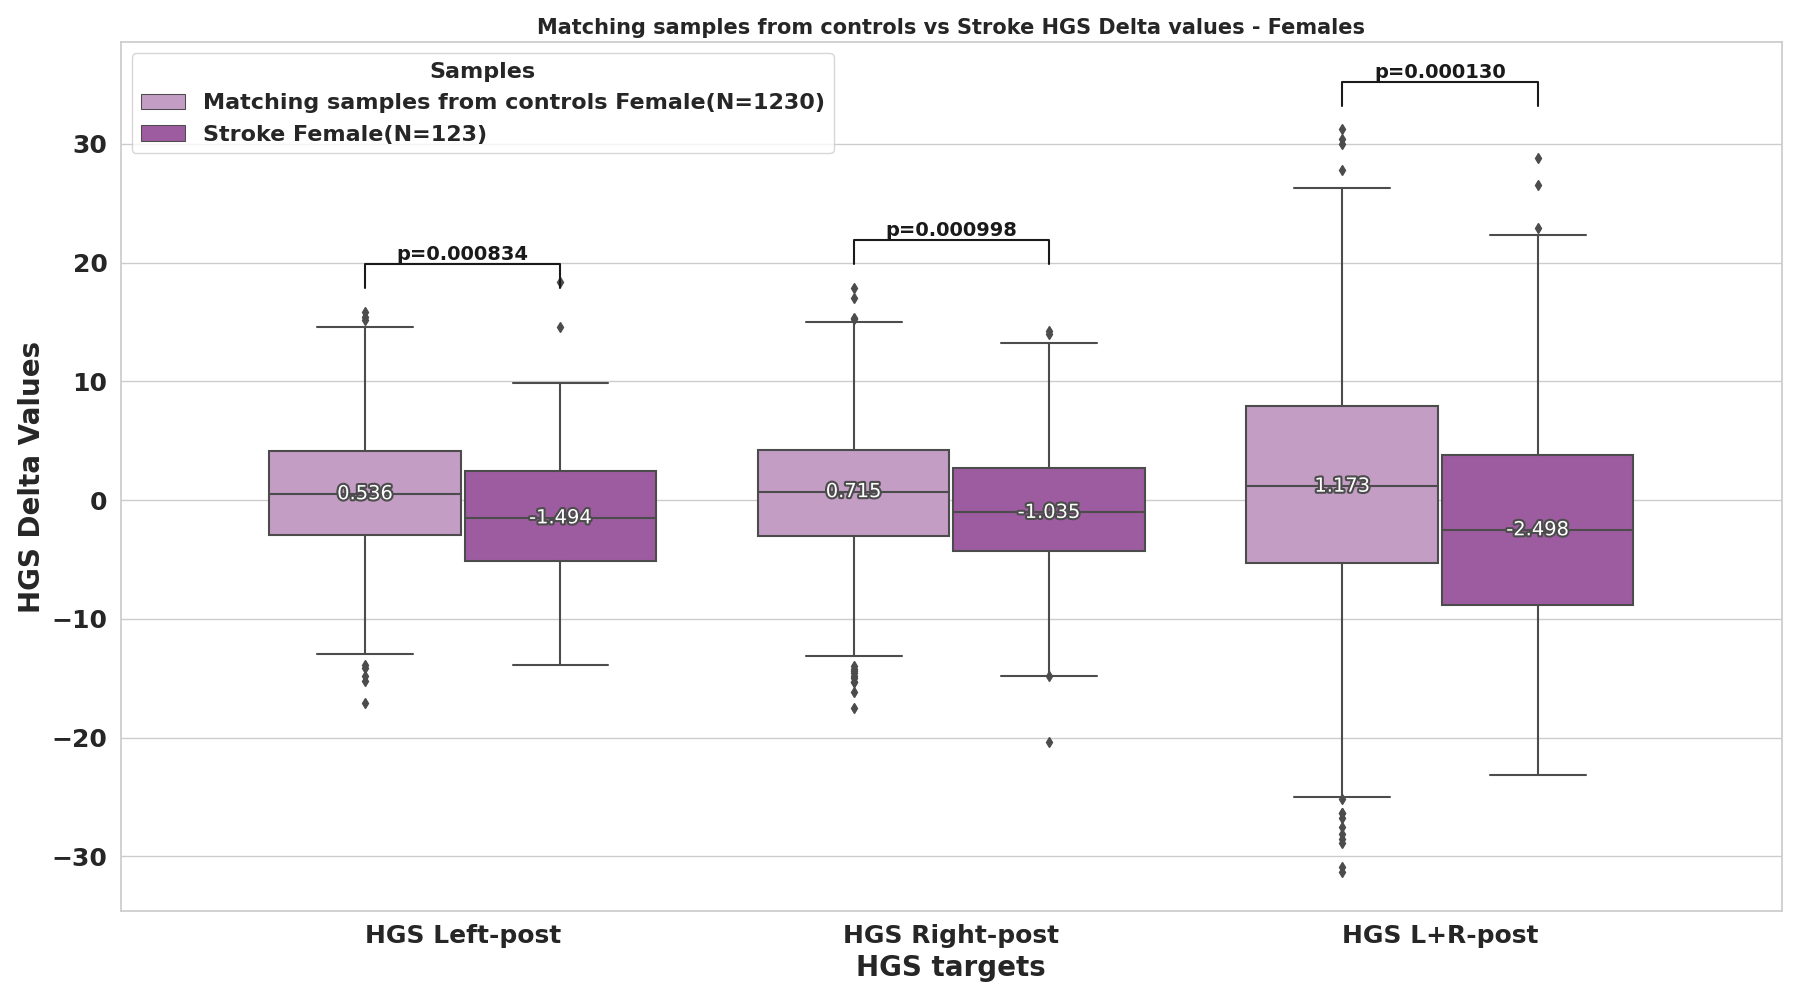 Matching samples from controls vs Stroke HGS Delta values - Females
Samples
Matching samples from controls Female(N=1230)
Stroke Female(N=123)
p=0.000834
p=0.000998
p=0.000130
HGS Delta Values
30
20
10
0
−10
−20
−30
0.536
-1.494
0.715
-1.035
1.173
-2.498
HGS Left-post
HGS Right-post
HGS L+R-post
HGS targets